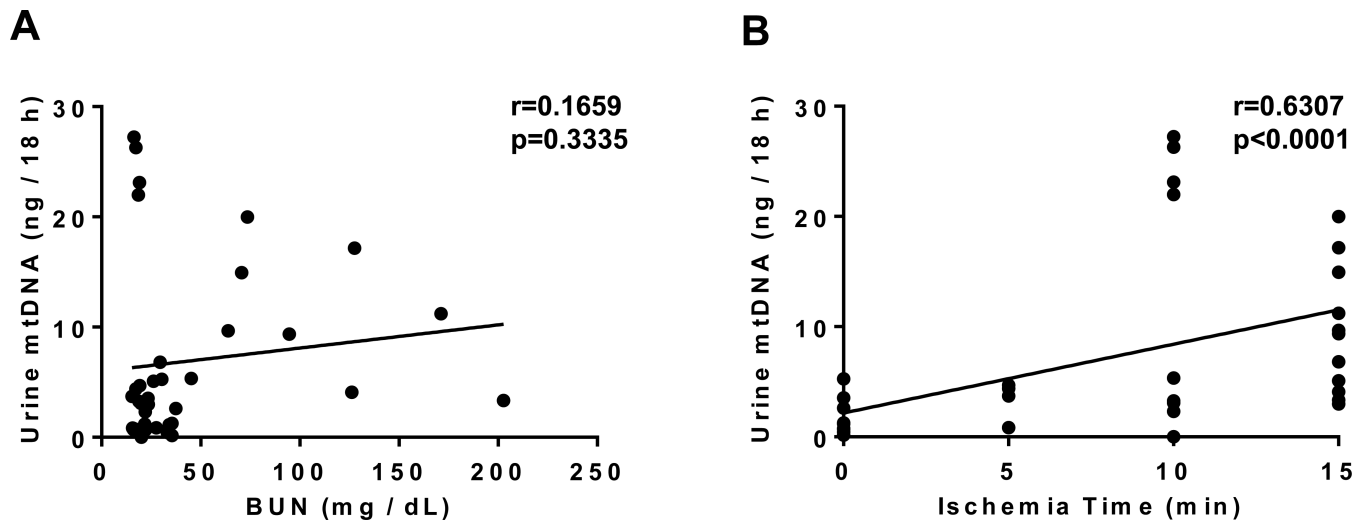 A
Urine mtDNA (ng / 18 h)
30
20
10
0
r=0.1659
p=0.3335
0 50 100 150 200 250
BUN (mg / dL)
B
Urine mtDNA (ng / 18 h)
30
20
10
0
r=0.6307
p<0.0001
0 5 10 15
Ischemia Time (min)